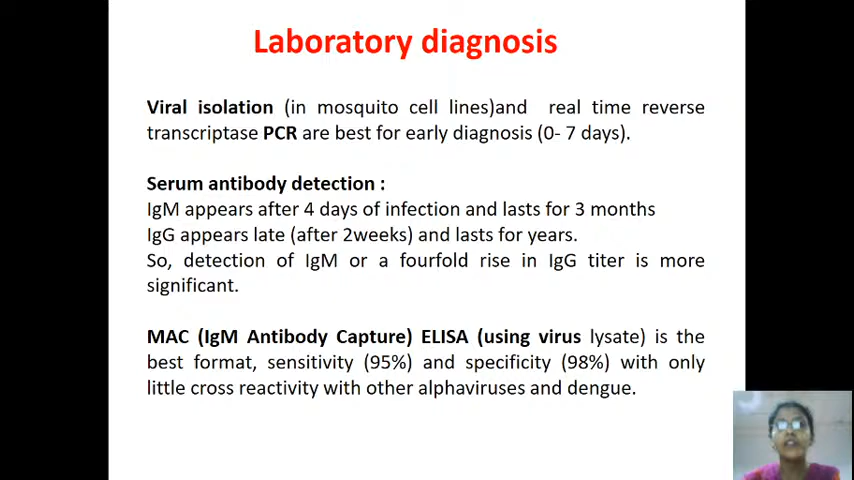 Laboratory diagnosis
Viral isolation (in mosquito cell lines)and real time reverse
transcriptase PCR are best for early diagnosis (0- 7 days).
Serum antibody detection :
IgM appears after 4 days of infection and lasts for 3 months
IgG appears late (after 2weeks) and lasts for years.
So, detection of IgM or a fourfold rise in IgG titer is more
significant.
MAC (IgM Antibody Capture) ELISA (using virus lysate) is the
best format, sensitivity (95%) and specificity (98%) with only
little cross reactivity with other alphaviruses and dengue.